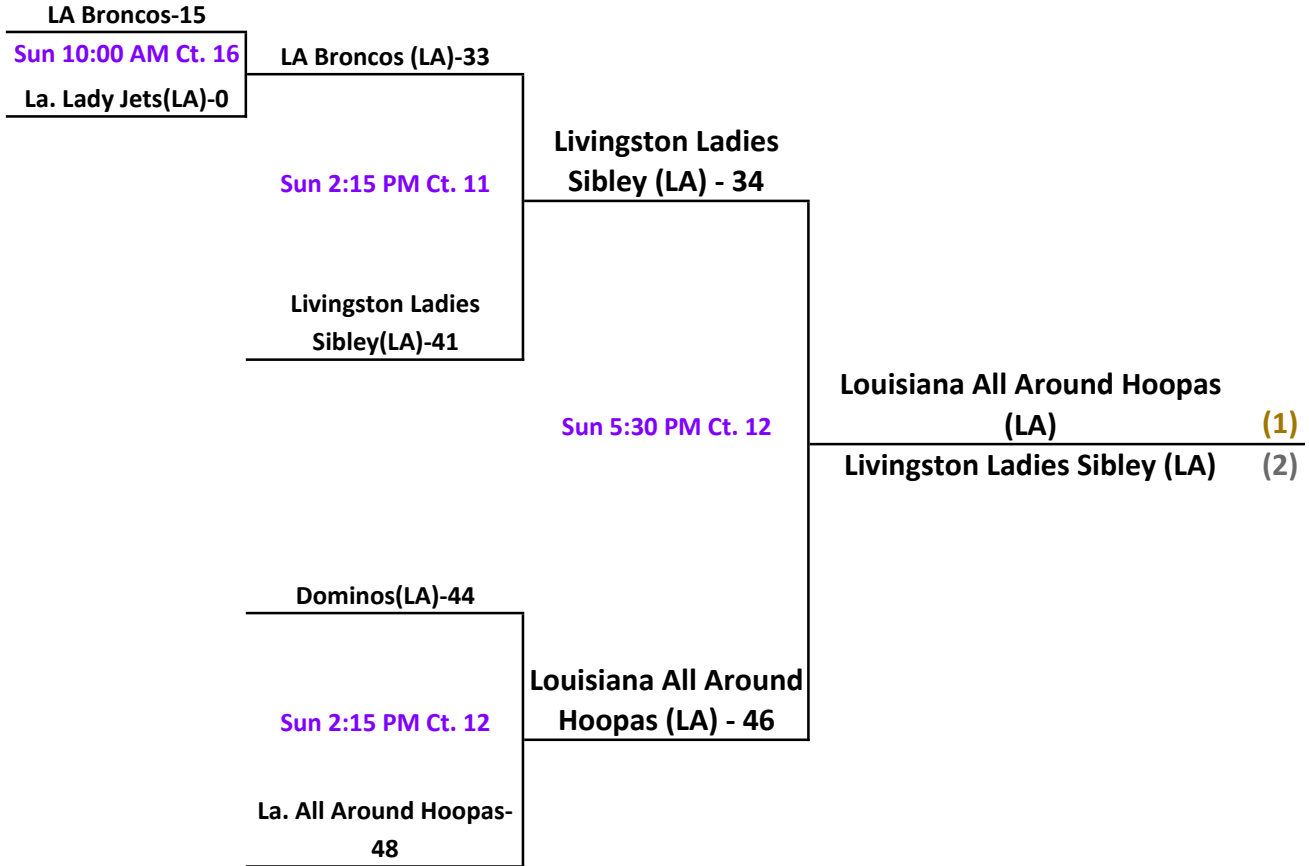 LA Broncos-15
Sun 10:00 AM Ct. 16
La. Lady Jets(LA)-0
LA Broncos (LA)-33
Sun 2:15 PM Ct. 11
Livingston Ladies
Sibley(LA)-41
Livingston Ladies
Sibley (LA) - 34
Sun 5:30 PM Ct. 12
Louisiana All Around Hoopas
(LA) (1)
Livingston Ladies Sibley (LA) (2)
Dominos(LA)-44
Sun 2:15 PM Ct. 12
La. All Around Hoopas-
48
Louisiana All Around
Hoopas (LA) - 46